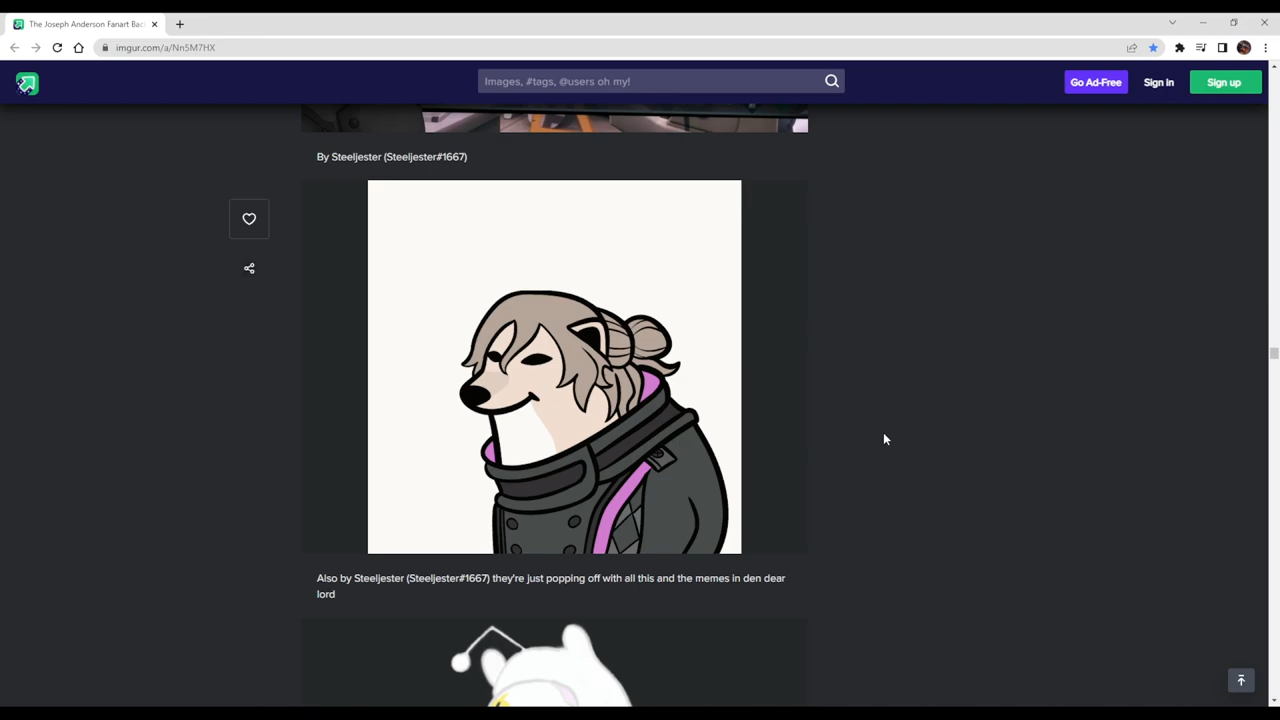 The Joseph Anderson Fanart Bac
imgur.com/a/Nn5M7HX
Images, #tags, @users oh my!
Go Ad-Free
Sign in
Sign up
By Steeljester (Steeljester#1667)
Also by Steeljester (Steeljester#1667) they're just popping off with all this and the memes in den dear
lord